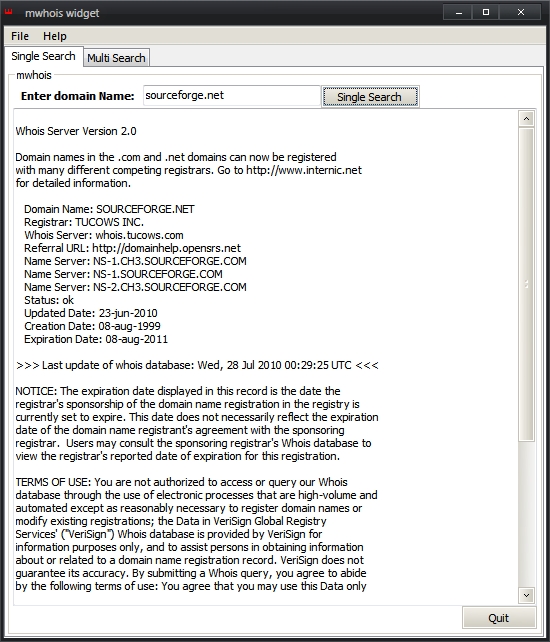 mwhois widget
File Help
Single Search Multi Search
mwhois
Enter domain Name: sourceforge.net Single Search
Whois Server Version 2.0
Domain names in the .com and .net domains can now be registered
with many different competing registrars. Go to http://www.internic.net
for detailed information.
Domain Name: SOURCEFORGE.NET
Registrar: TUCOWS INC.
Whois Server: whois.tucows.com
Referral URL: http://domainhelp.opensrs.net
Name Server: NS-1.CH3.SOURCEFORGE.COM
Name Server: NS-1.SOURCEFORGE.COM
Name Server: NS-2.CH3.SOURCEFORGE.COM
Status: ok
Updated Date: 23-jun-2010
Creation Date: 08-aug-1999
Expiration Date: 08-aug-2011
>>> Last update of whois database: Wed, 28 Jul 2010 00:29:25 UTC <<<
NOTICE: The expiration date displayed in this record is the date the
registrar's sponsorship of the domain name registration in the registry is
currently set to expire. This date does not necessarily reflect the expiration
date of the domain name registrant's agreement with the sponsoring
registrar.  Users may consult the sponsoring registrar's Whois database to
view the registrar's reported date of expiration for this registration.
TERMS OF USE: You are not authorized to access or query our Whois
database through the use of electronic processes that are high-volume and
automated except as reasonably necessary to register domain names or
modify existing registrations; the Data in VeriSign Global Registry
Services' ("VeriSign") Whois database is provided by VeriSign for
information purposes only, and to assist persons in obtaining information
about or related to a domain name registration record. VeriSign does not
guarantee its accuracy. By submitting a Whois query, you agree to abide
by the following terms of use: You agree that you may use this Data only
Quit